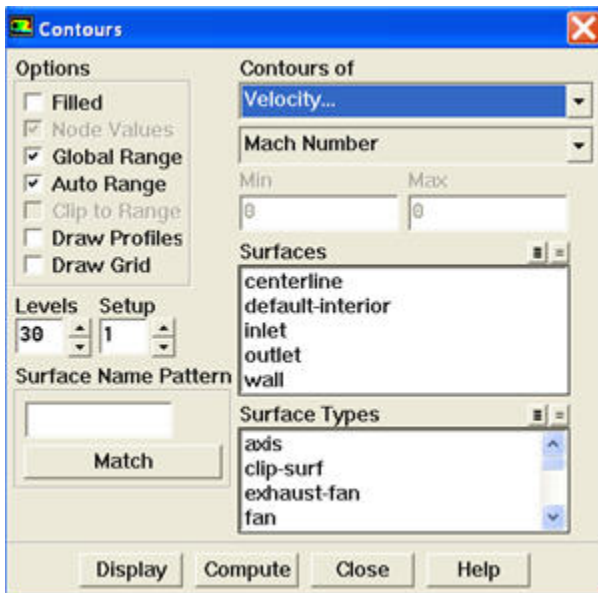 Contours
Options
Filled
Node Values
Global Range
Auto Range
Clip to Range
Draw Profiles
Draw Grid
Levels Setup
30 1
Surface Name Pattern
Match
Contours of
Velocity...
Mach Number
Min Max
0 0
Surfaces
centerline
default-interior
inlet
outlet
wall
Surface Types
axis
clip-surf
exhaust-fan
fan
Display Compute Close Help